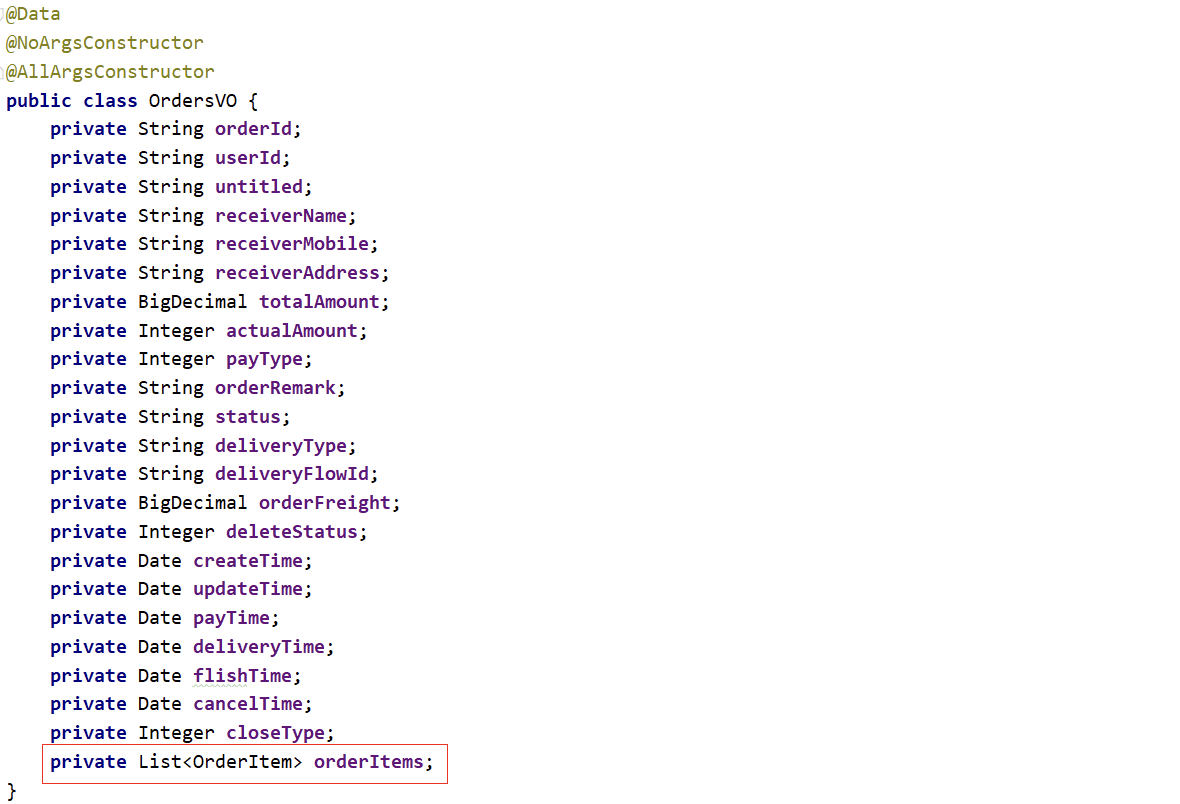 @Data
@NoArgsConstructor
@AllArgsConstructor
public class OrdersVO {
    private String orderId;
    private String userId;
    private String untitled;
    private String receiverName;
    private String receiverMobile;
    private String receiverAddress;
    private BigDecimal totalAmount;
    private Integer actualAmount;
    private Integer payType;
    private String orderRemark;
    private String status;
    private String deliveryType;
    private String deliveryFlowId;
    private BigDecimal orderFreight;
    private Integer deleteStatus;
    private Date createTime;
    private Date updateTime;
    private Date payTime;
    private Date deliveryTime;
    private Date flishTime;
    private Date cancelTime;
    private Integer closeType;
    private List<OrderItem> orderItems;
}